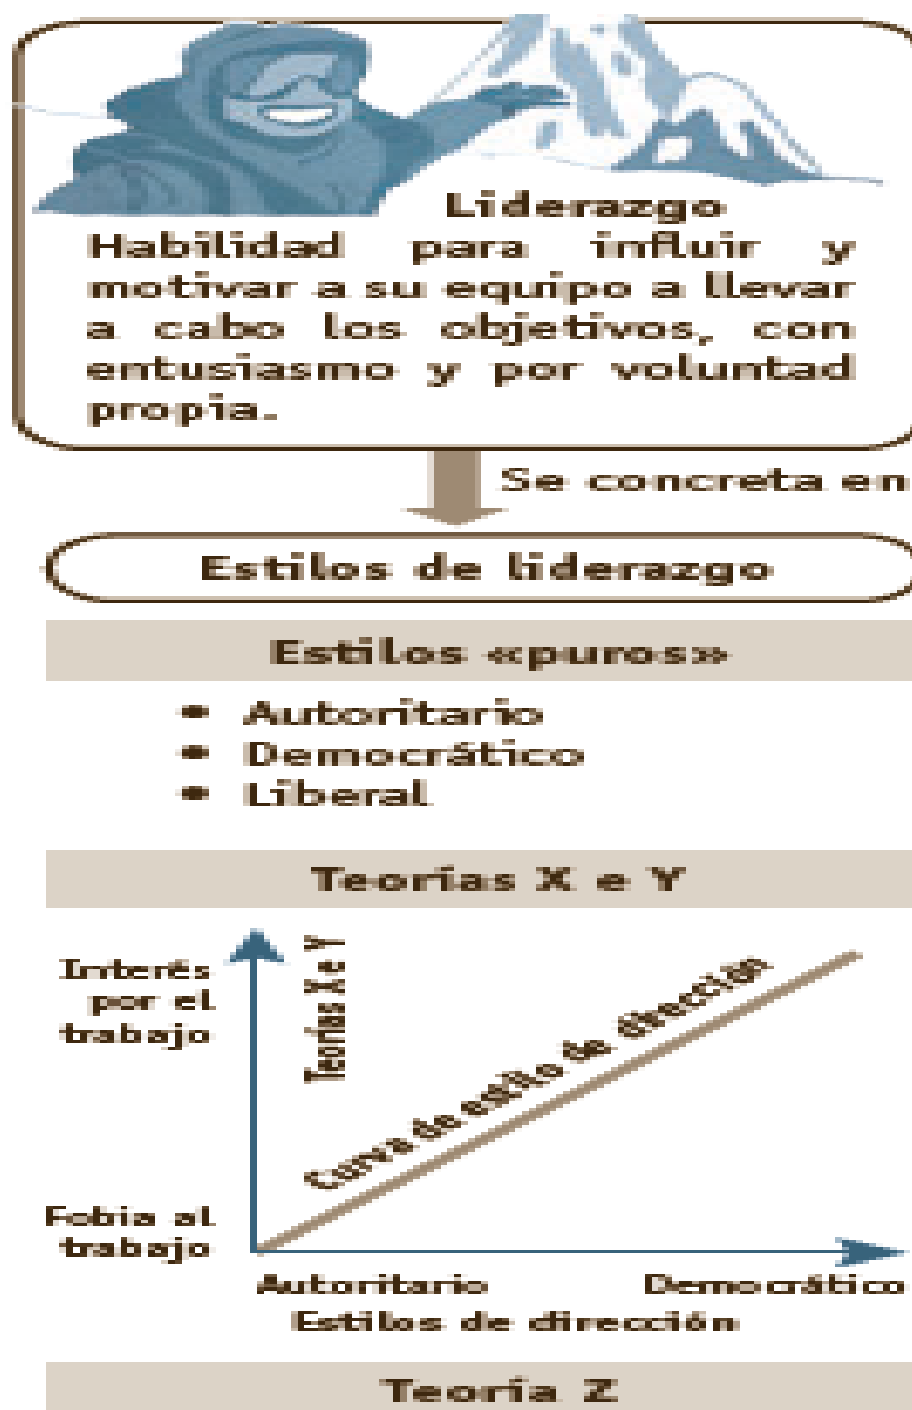 Liderazgo
Habilidad para influir y
motivar a su equipo a llevar
a cabo los objetivos, con
entusiasmo y por voluntad
propia.
Se concreta en
Estilos de liderazgo
Estilos «puros»
• Autoritario
• Democrático
• Liberal
Teorías X e Y
Interés
por el
trabajo
Teorías X e Y
Curva de estilo de dirección
Fobia al
trabajo
Autoritario Democrático
Estilos de dirección
Teoría Z